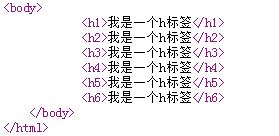 <body>
<h1>我是一个h标签</h1>
<h2>我是一个h标签</h2>
<h3>我是一个h标签</h3>
<h4>我是一个h标签</h4>
<h5>我是一个h标签</h5>
<h6>我是一个h标签</h6>
</body>
</html>